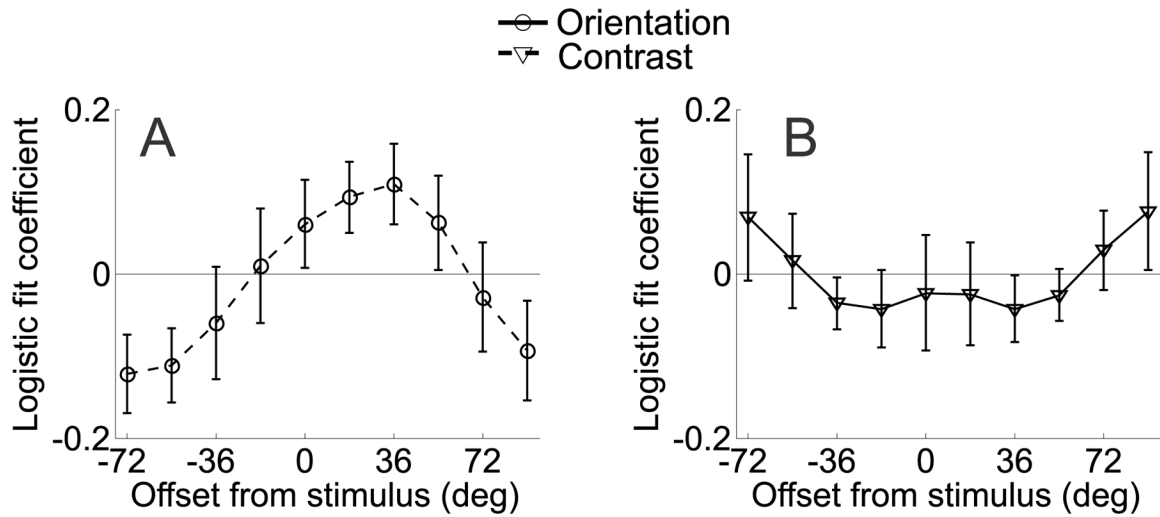 Orientation
Contrast
A
Logistic fit coefficient
0.2
0
-0.2
-72
-36
0
36
72
Offset from stimulus (deg)
B
Logistic fit coefficient
0.2
0
-0.2
-72
-36
0
36
72
Offset from stimulus (deg)